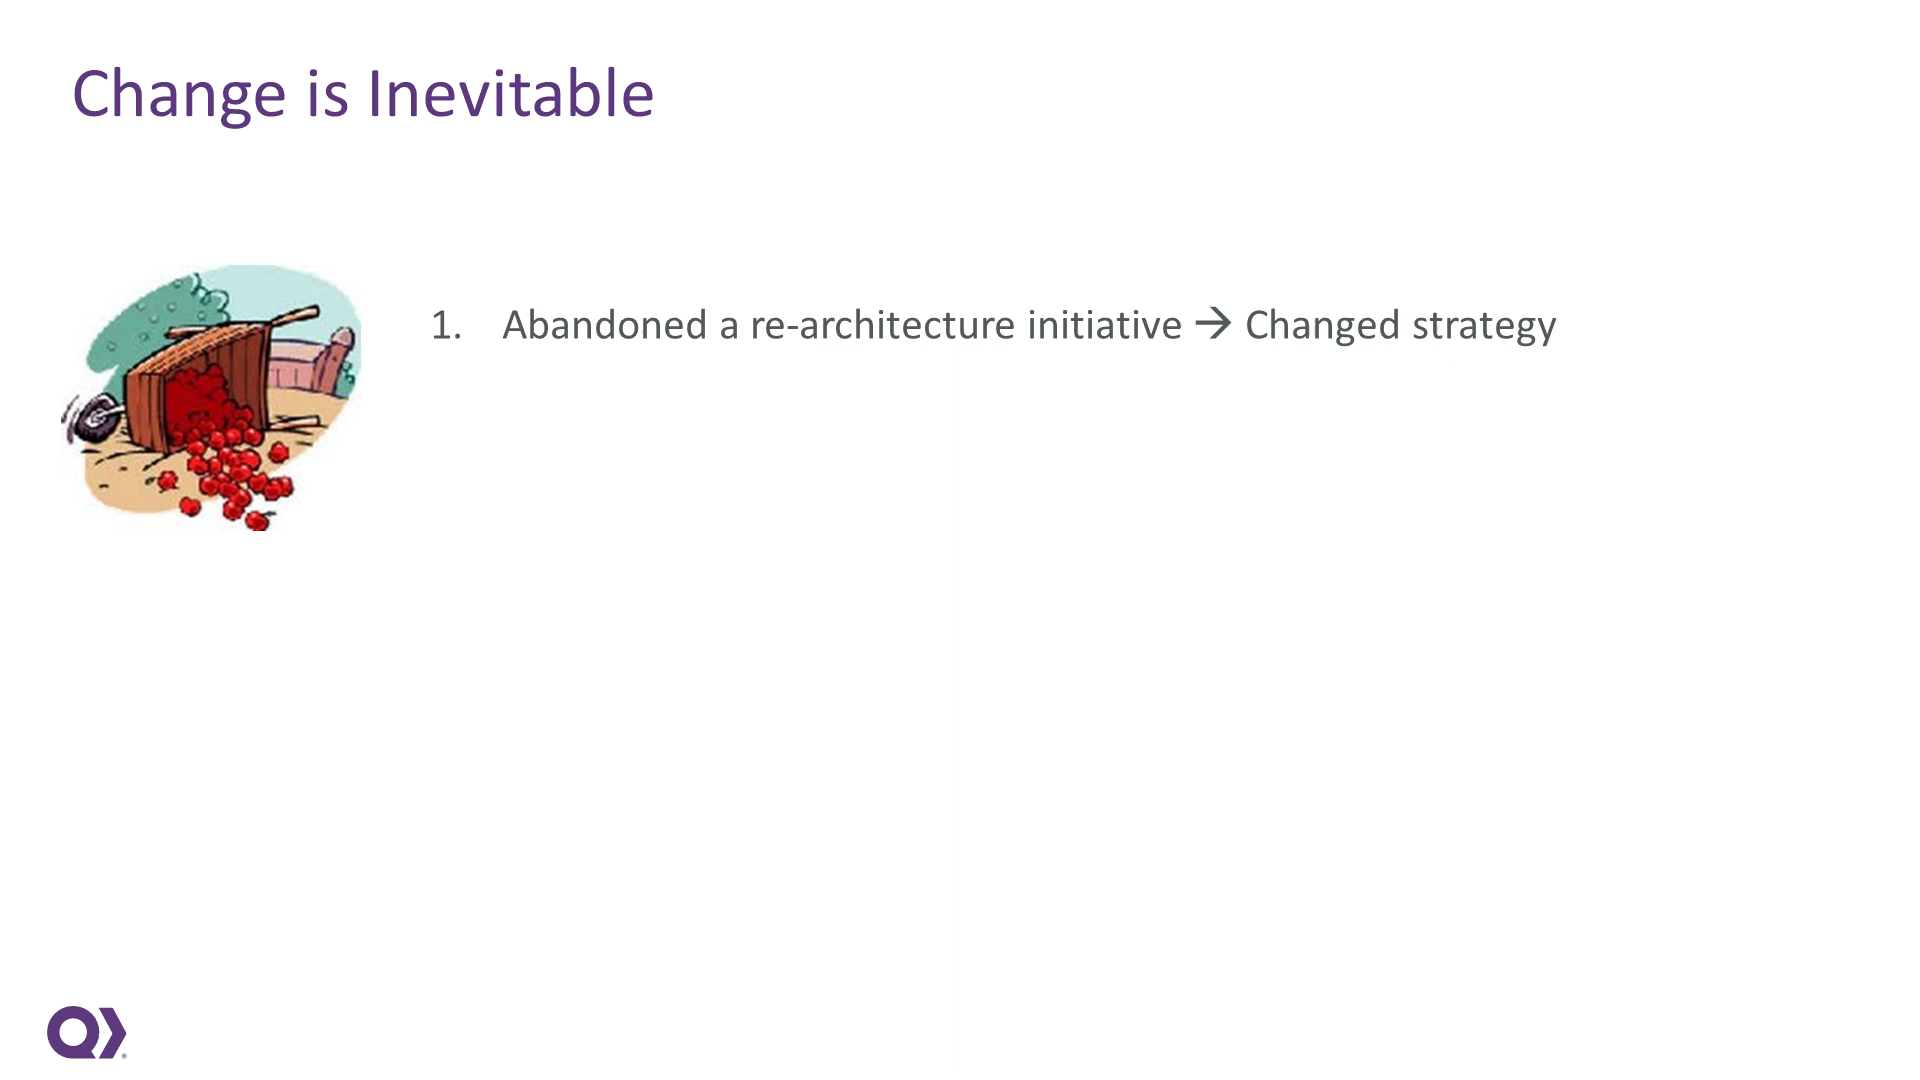 Change is Inevitable
1. Abandoned a re-architecture initiative → Changed strategy